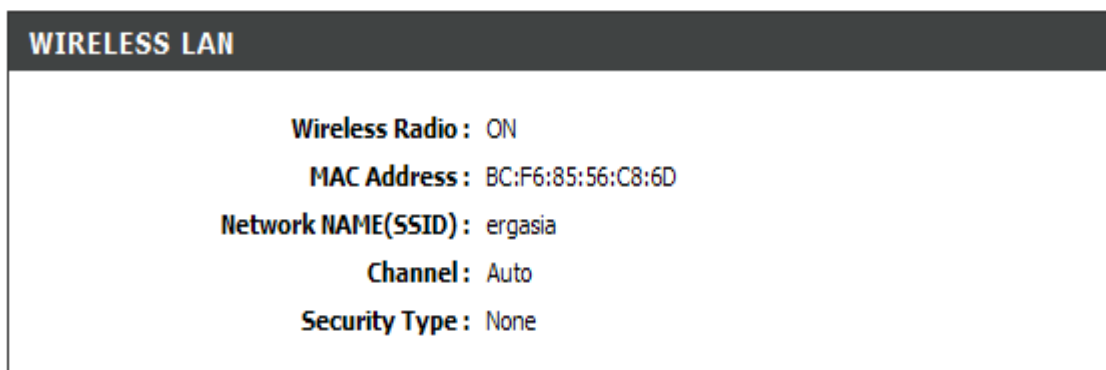 WIRELESS LAN
Wireless Radio : ON
MAC Address : BC:F6:85:56:C8:6D
Network NAME(SSID) : ergasia
Channel : Auto
Security Type : None